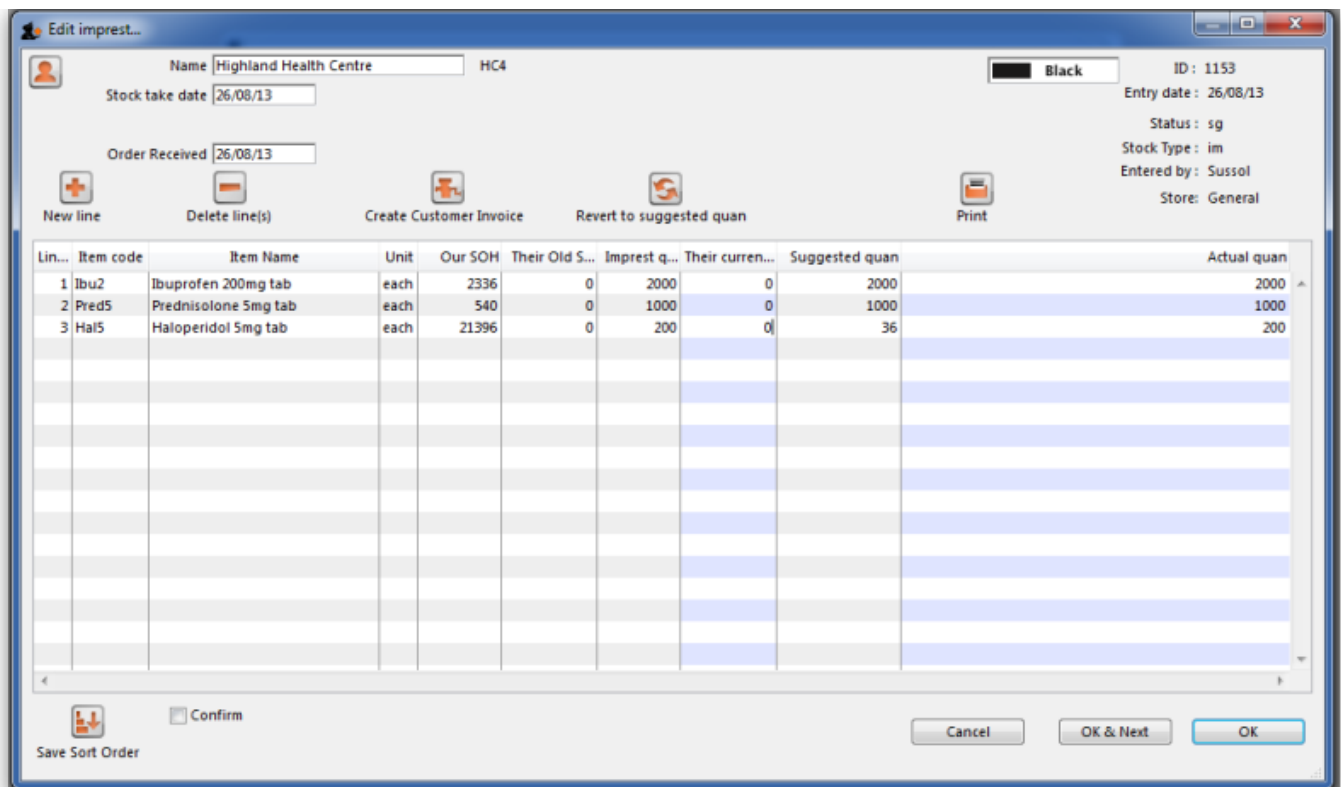 Edit imprest...
Name Highland Health Centre HC4 Black ID : 1153
Stock take date 26/08/13 Entry date : 26/08/13
Status : sg
Order Received 26/08/13 Stock Type : im
Entered by : Sussol
Store: General
New line Delete line(s) Create Customer Invoice Revert to suggested quan Print
Lin... Item code Item Name Unit Our SOH Their Old S... Imprest q... Their curren... Suggested quan Actual quan
1 Ibu2 Ibuprofen 200mg tab each 2336 0 2000 0 2000 2000
2 Pred5 Prednisolone 5mg tab each 540 0 1000 0 1000 1000
3 Hal5 Haloperidol 5mg tab each 21396 0 200 0 36 200
Confirm
Save Sort Order Cancel OK & Next OK